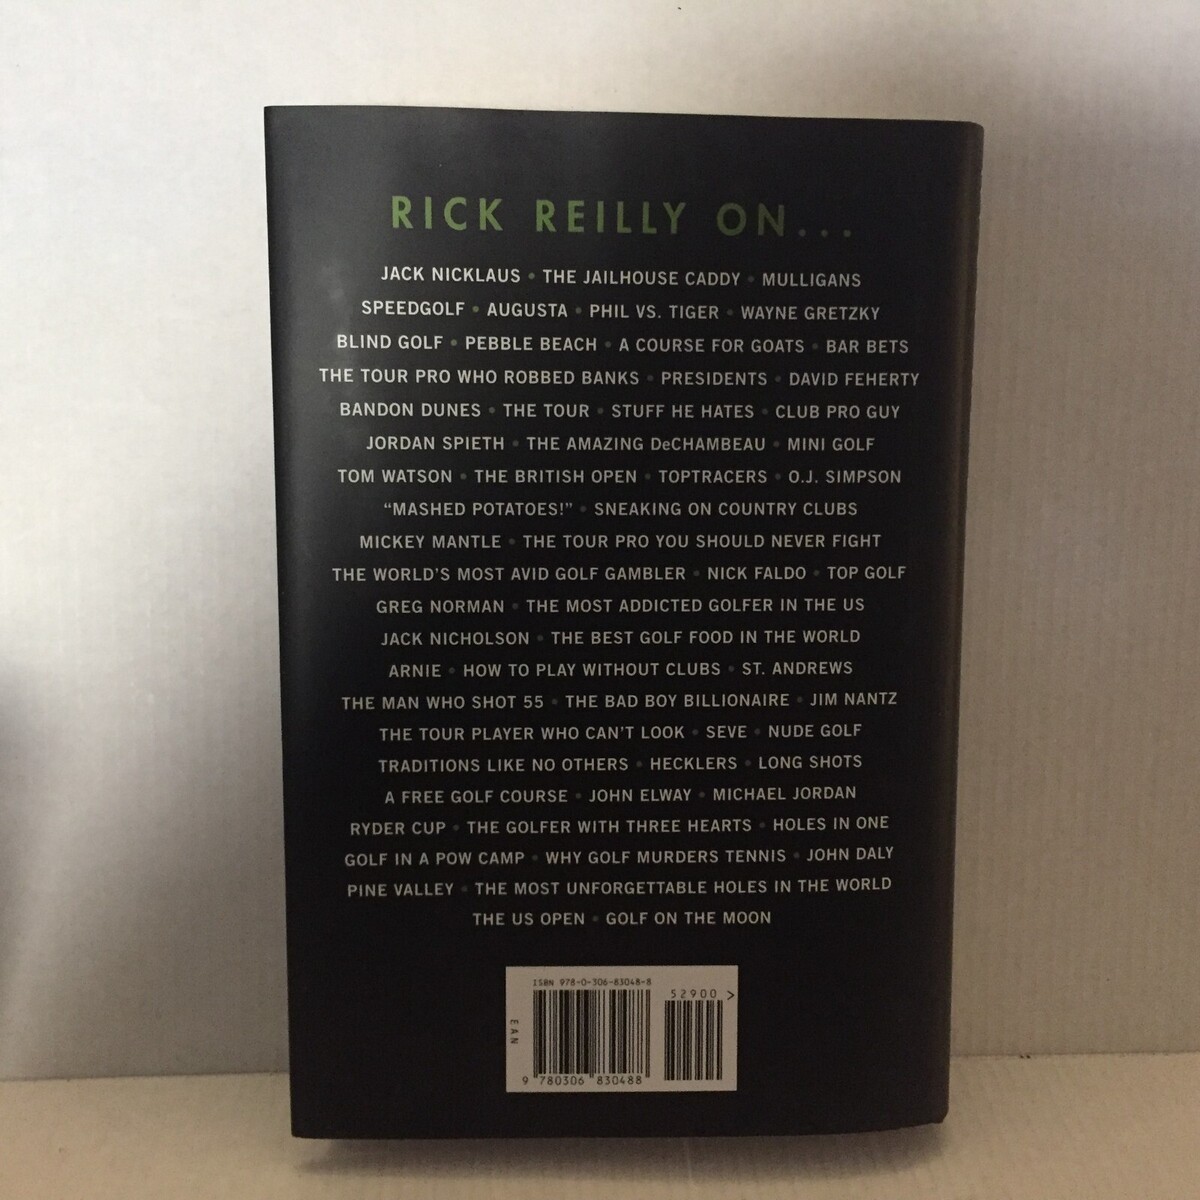 RICK REILLY ON...
JACK NICKLAUS • THE JAILHOUSE CADDY • MULLIGANS
SPEEDGOLF • AUGUSTA • PHIL VS. TIGER • WAYNE GRETZKY
BLIND GOLF • PEBBLE BEACH • A COURSE FOR GOATS • BAR BETS
THE TOUR PRO WHO ROBBED BANKS • PRESIDENTS • DAVID FEHERTY
BANDON DUNES • THE TOUR • STUFF HE HATES • CLUB PRO GUY
JORDAN SPIETH • THE AMAZING DeCHAMBEAU • MINI GOLF
TOM WATSON • THE BRITISH OPEN • TOPTRACERS • O.J. SIMPSON
“MASHED POTATOES!” • SNEAKING ON COUNTRY CLUBS
MICKEY MANTLE • THE TOUR PRO YOU SHOULD NEVER FIGHT
THE WORLD’S MOST AVID GOLF GAMBLER • NICK FALDO • TOP GOLF
GREG NORMAN • THE MOST ADDICTED GOLFER IN THE US
JACK NICHOLSON • THE BEST GOLF FOOD IN THE WORLD
ARNIE • HOW TO PLAY WITHOUT CLUBS • ST. ANDREWS
THE MAN WHO SHOT 55 • THE BAD BOY BILLIONAIRE • JIM NANTZ
THE TOUR PLAYER WHO CAN’T LOOK • SEVE • NUDE GOLF
TRADITIONS LIKE NO OTHERS • HECKLERS • LONG SHOTS
A FREE GOLF COURSE • JOHN ELWAY • MICHAEL JORDAN
RYDER CUP • THE GOLFER WITH THREE HEARTS • HOLES IN ONE
GOLF IN A POW CAMP • WHY GOLF MURDERS TENNIS • JOHN DALY
PINE VALLEY • THE MOST UNFORGETTABLE HOLES IN THE WORLD
THE US OPEN • GOLF ON THE MOON
ISBN 978-0-306-83048-8
52900 >
EAN
9 780306 830488